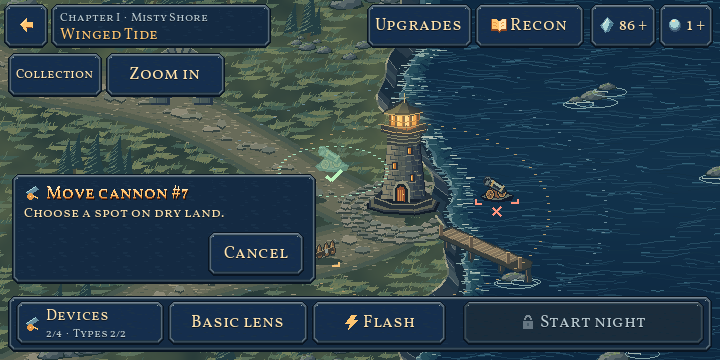 Chapter I · Misty Shore
Winged Tide
Upgrades
Recon
86 +
1 +
Collection
Zoom in
Move cannon #7
Choose a spot on dry land.
Cancel
Devices
2/4 · Types 2/2
Basic lens
Flash
Start night